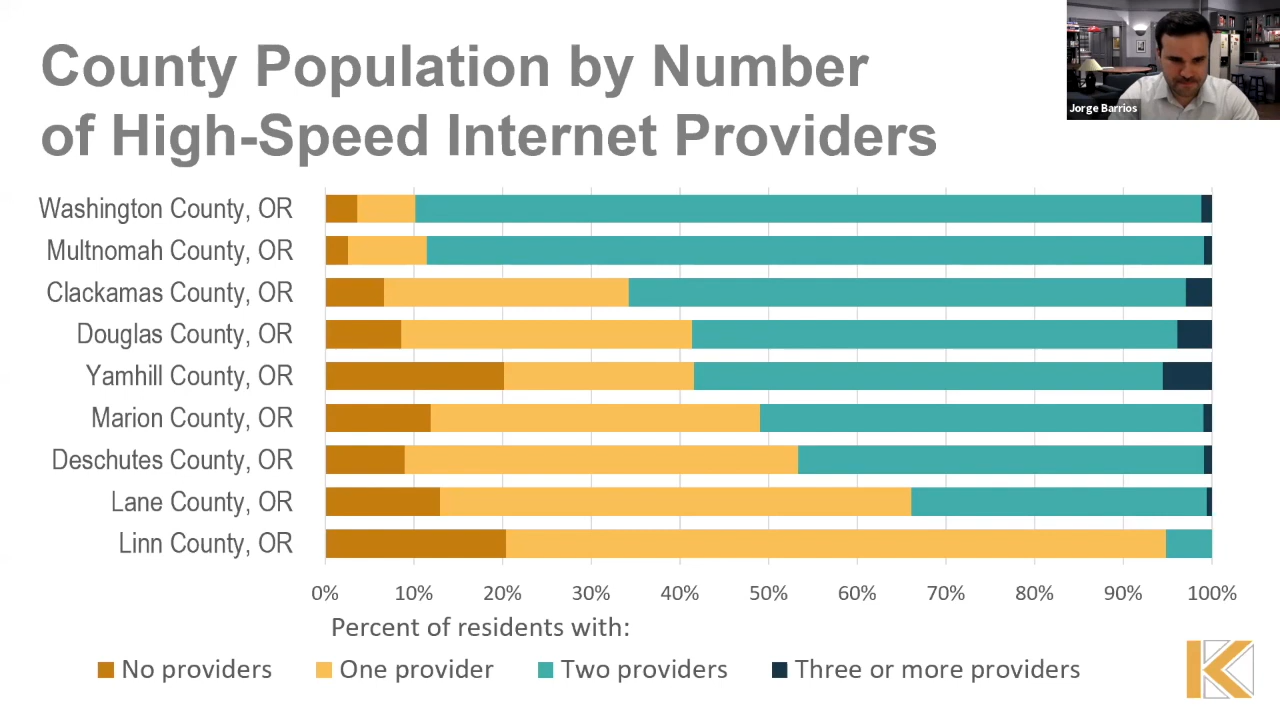 County Population by Number
of High-Speed Internet Providers
Jorge Barrios
Washington County, OR
Multnomah County, OR
Clackamas County, OR
Douglas County, OR
Yamhill County, OR
Marion County, OR
Deschutes County, OR
Lane County, OR
Linn County, OR
0% 10% 20% 30% 40% 50% 60% 70% 80% 90% 100%
Percent of residents with:
No providers One provider Two providers Three or more providers
K